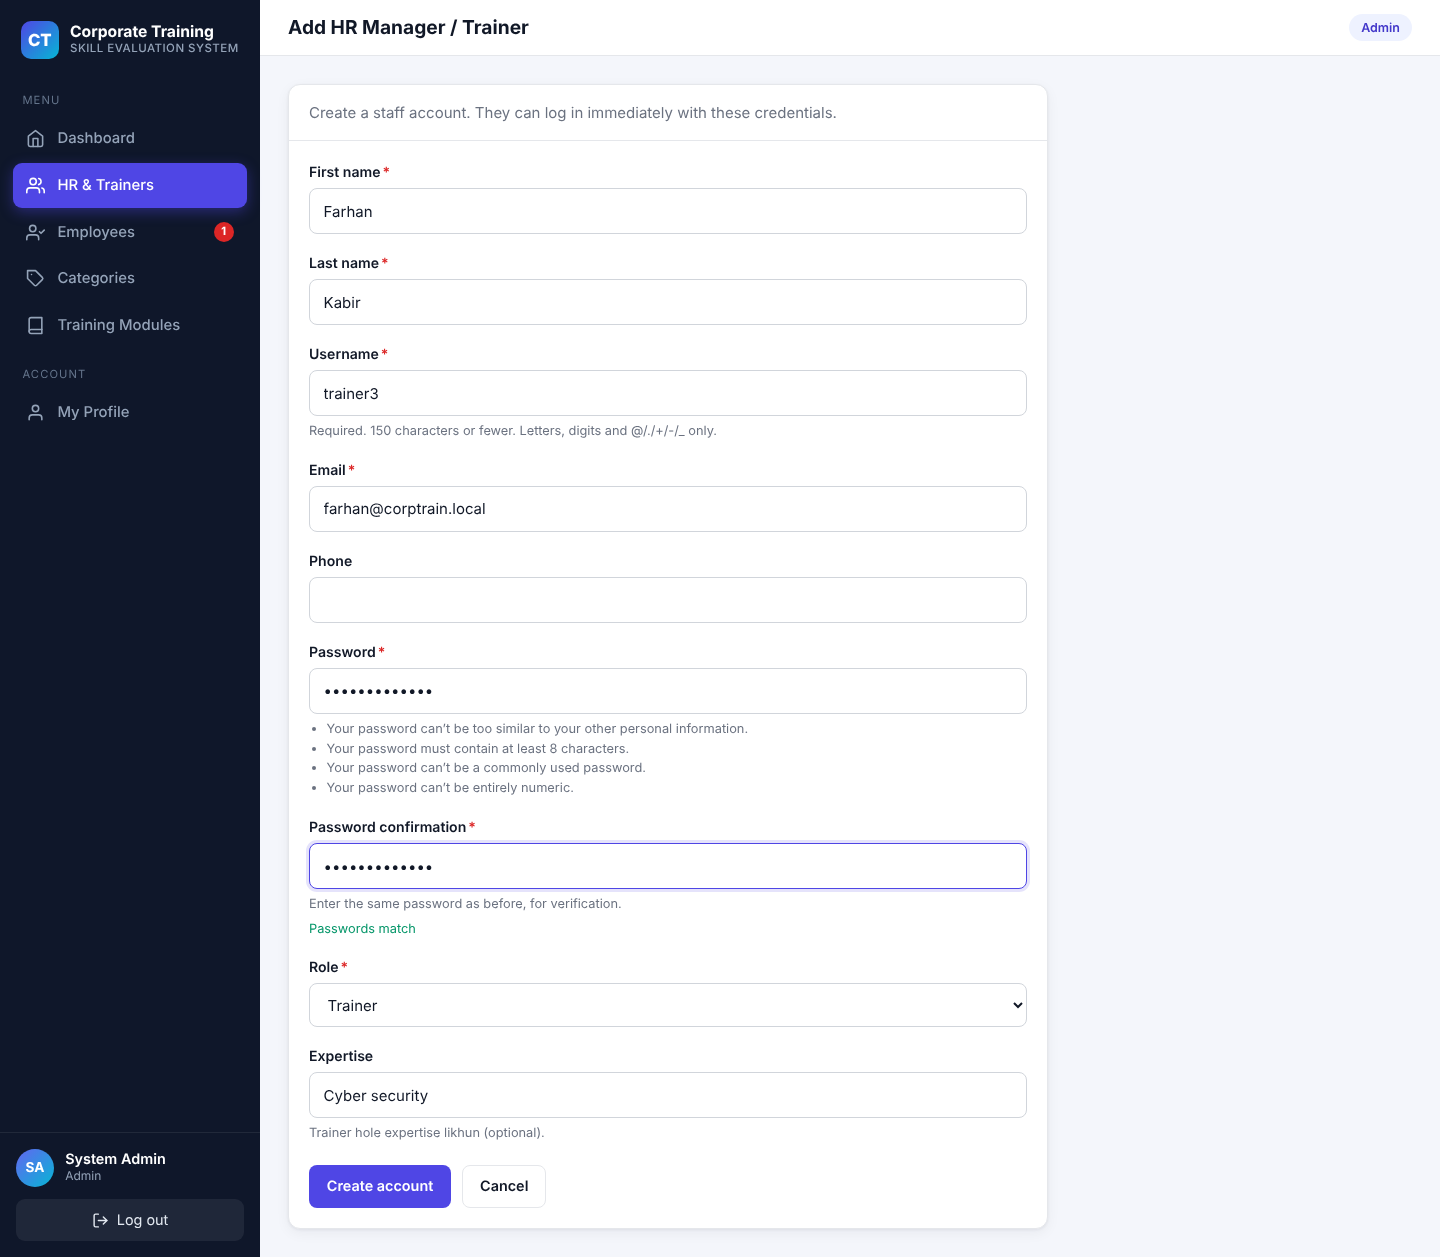 CT
Corporate Training
SKILL EVALUATION SYSTEM
MENU
Dashboard
HR & Trainers
Employees 1
Categories
Training Modules
ACCOUNT
My Profile
SA
System Admin
Admin
Log out
Add HR Manager / Trainer
Admin
Create a staff account. They can log in immediately with these credentials.
First name *
Farhan
Last name *
Kabir
Username *
trainer3
Required. 150 characters or fewer. Letters, digits and @/./+/-/_ only.
Email *
farhan@corptrain.local
Phone
Password *
•••••••••••••
• Your password can’t be too similar to your other personal information.
• Your password must contain at least 8 characters.
• Your password can’t be a commonly used password.
• Your password can’t be entirely numeric.
Password confirmation *
•••••••••••••
Enter the same password as before, for verification.
Passwords match
Role *
Trainer
Expertise
Cyber security
Trainer hole expertise likhun (optional).
Create account
Cancel